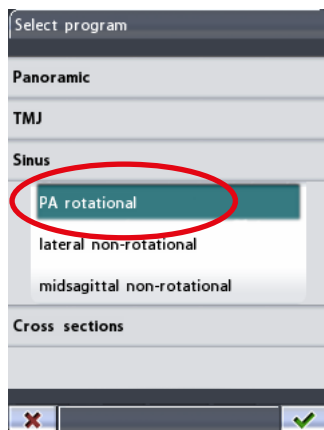 Select program
Panoramic
TMJ
Sinus
PA rotational
lateral non-rotational
midsagittal non-rotational
Cross sections